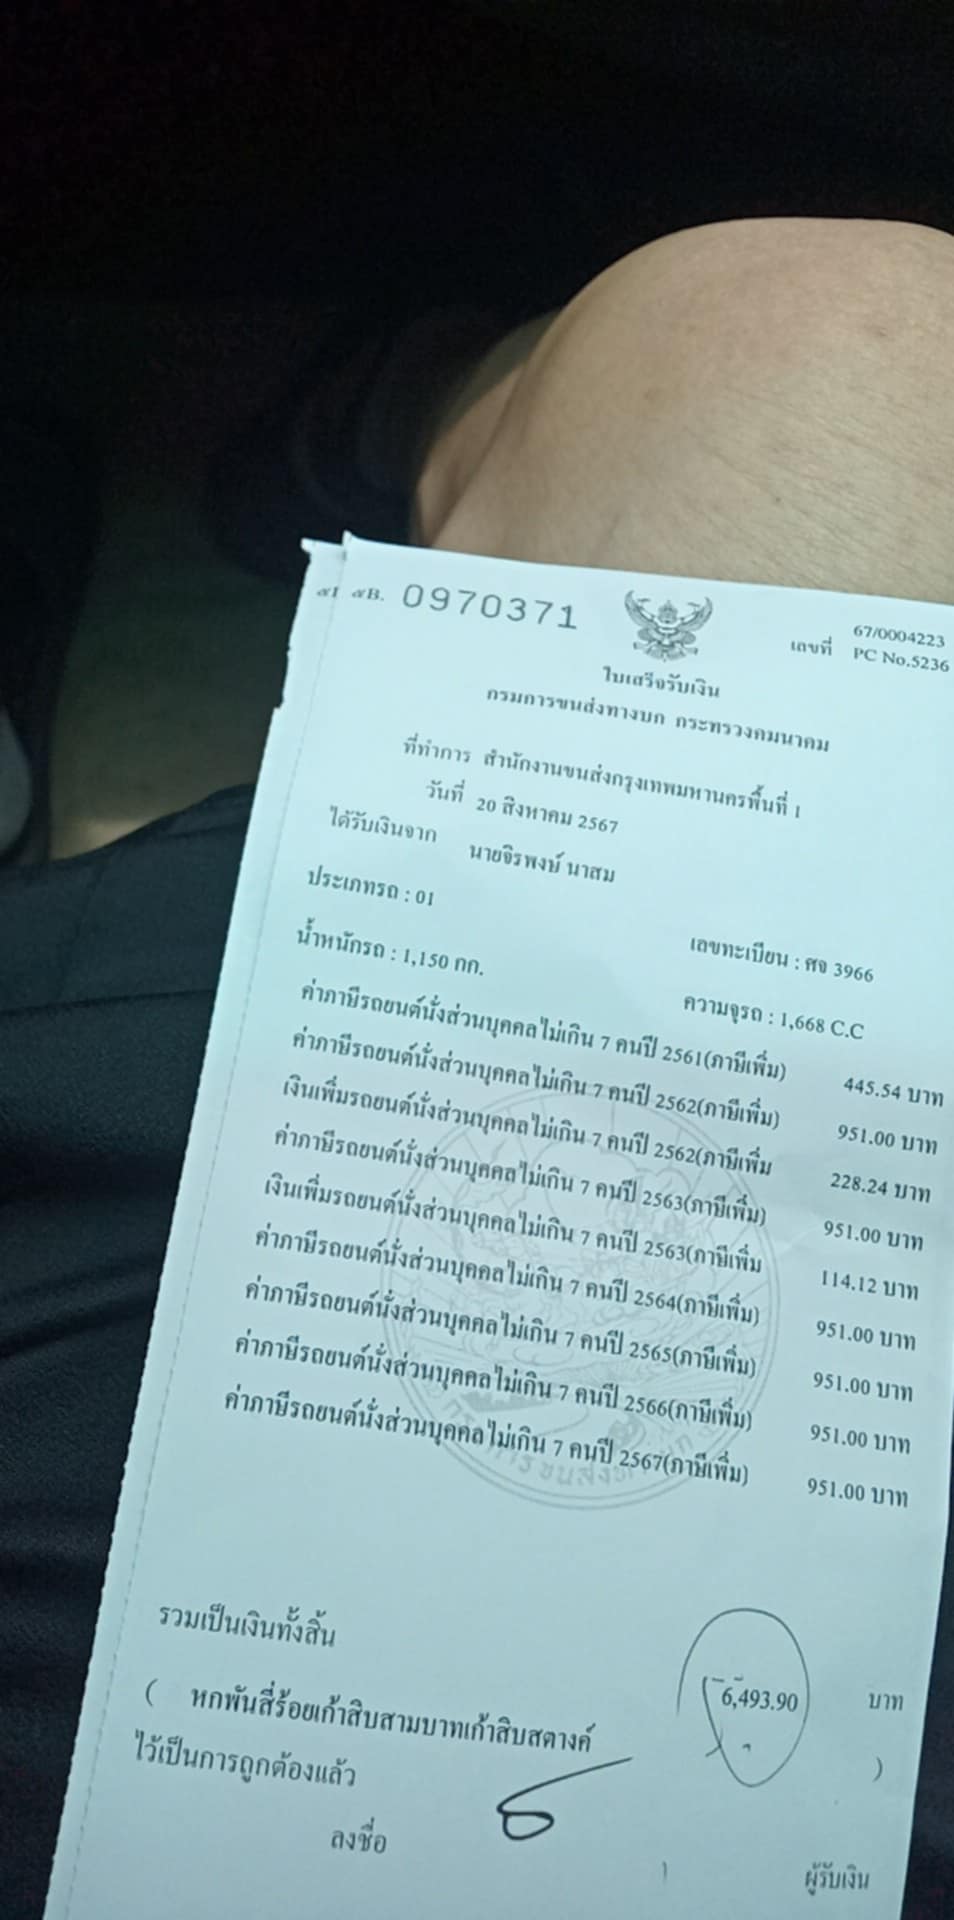 ๕I ๕B. 0970371
67/0004223
เลขที่ PC No.5236
ใบเสร็จรับเงิน
กรมการขนส่งทางบก กระทรวงคมนาคม
ที่ทำการ สำนักงานขนส่งกรุงเทพมหานครพื้นที่ 1
วันที่ 20 สิงหาคม 2567
ได้รับเงินจาก นายจิรพงษ์ นาสม
ประเภทรถ : 01 เลขทะเบียน : ศจ 3966
น้ำหนักรถ : 1,150 กก. ความจุรถ : 1,668 C.C
ค่าภาษีรถยนต์นั่งส่วนบุคคลไม่เกิน 7 คนปี 2561(ภาษีเพิ่ม) 445.54 บาท
ค่าภาษีรถยนต์นั่งส่วนบุคคลไม่เกิน 7 คนปี 2562(ภาษีเพิ่ม) 951.00 บาท
เงินเพิ่มรถยนต์นั่งส่วนบุคคลไม่เกิน 7 คนปี 2562(ภาษีเพิ่ม 228.24 บาท
ค่าภาษีรถยนต์นั่งส่วนบุคคลไม่เกิน 7 คนปี 2563(ภาษีเพิ่ม) 951.00 บาท
เงินเพิ่มรถยนต์นั่งส่วนบุคคลไม่เกิน 7 คนปี 2563(ภาษีเพิ่ม 114.12 บาท
ค่าภาษีรถยนต์นั่งส่วนบุคคลไม่เกิน 7 คนปี 2564(ภาษีเพิ่ม) 951.00 บาท
ค่าภาษีรถยนต์นั่งส่วนบุคคลไม่เกิน 7 คนปี 2565(ภาษีเพิ่ม) 951.00 บาท
ค่าภาษีรถยนต์นั่งส่วนบุคคลไม่เกิน 7 คนปี 2566(ภาษีเพิ่ม) 951.00 บาท
ค่าภาษีรถยนต์นั่งส่วนบุคคลไม่เกิน 7 คนปี 2567(ภาษีเพิ่ม) 951.00 บาท
รวมเป็นเงินทั้งสิ้น 6,493.90 บาท
( หกพันสี่ร้อยเก้าสิบสามบาทเก้าสิบสตางค์ )
ไว้เป็นการถูกต้องแล้ว
ลงชื่อ ผู้รับเงิน